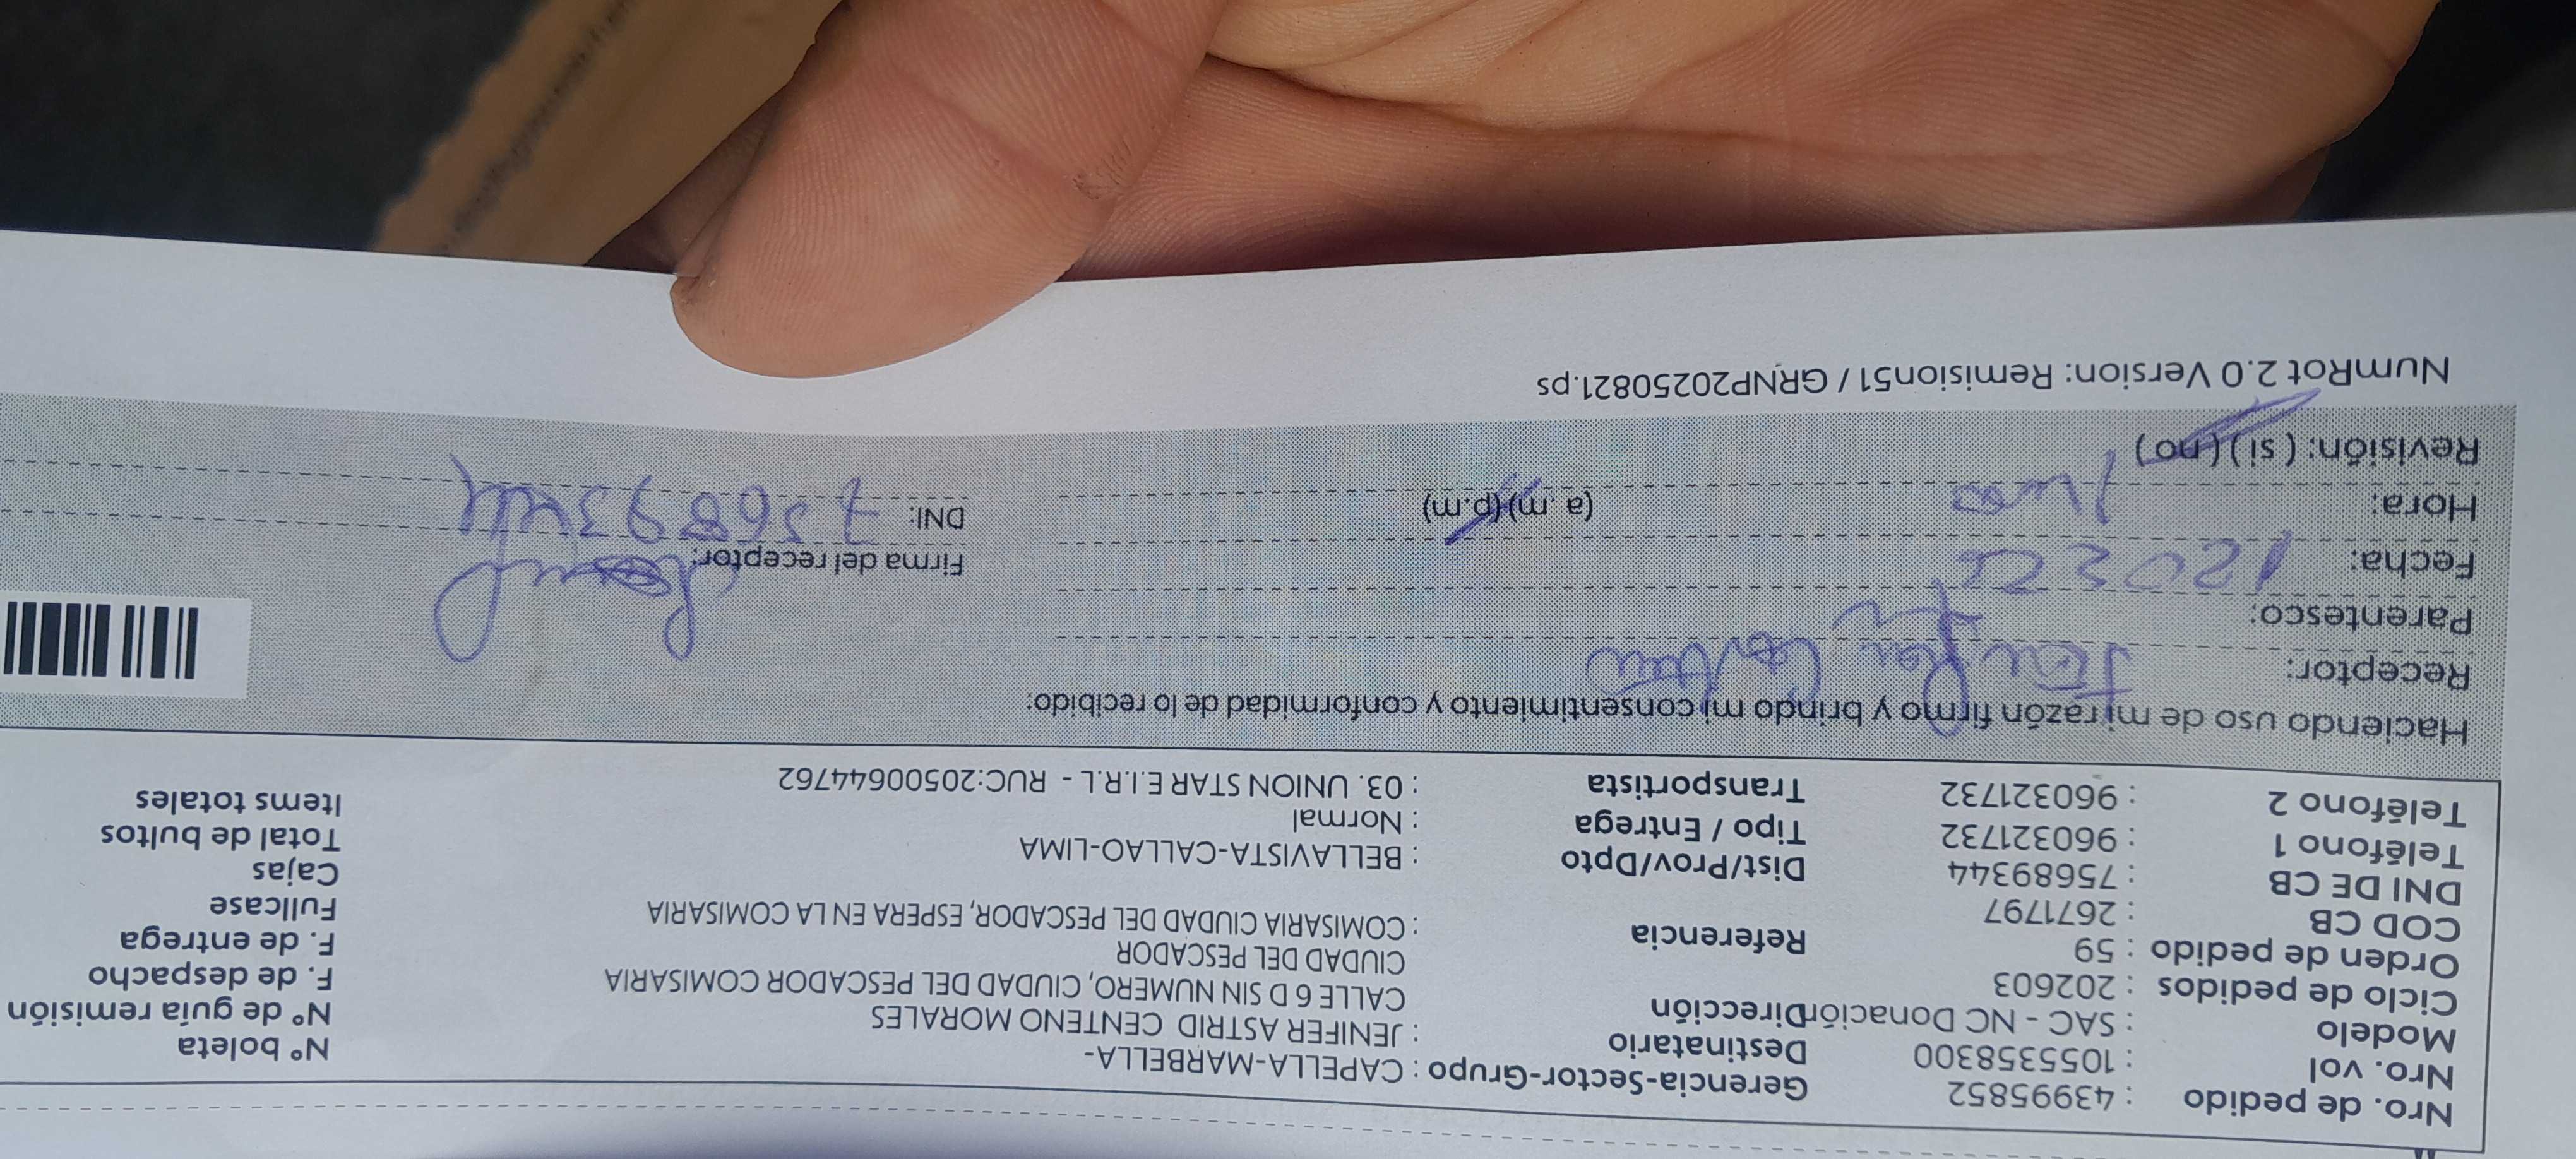 Nro. de pedido : 43995852 Gerencia-Sector-Grupo : CAPELLA-MARBELLA- Nº boleta
Nro. vol : 1055358300 Destinatario : JENIFER ASTRID CENTENO MORALES Nº de guía remisión
Modelo : SAC - NC Donación Dirección CALLE 6 D SIN NUMERO, CIUDAD DEL PESCADOR COMISARIA F. de despacho
Ciclo de pedidos : 202603 CIUDAD DEL PESCADOR F. de entrega
Orden de pedido : 59 Referencia : COMISARIA CIUDAD DEL PESCADOR, ESPERA EN LA COMISARIA Fullcase
COD CB : 2671797 Cajas
DNI DE CB : 75689344 Dist/Prov/Dpto : BELLAVISTA-CALLAO-LIMA Total de bultos
Teléfono 1 : 960321732 Tipo / Entrega : Normal Items totales
Teléfono 2 : 960321732 Transportista : 03. UNION STAR E.I.R.L - RUC:20500644762
Haciendo uso de mi razón firmo y brindo mi consentimiento y conformidad de lo recibido:
Receptor:
Parentesco:
Fecha: Firma del receptor:
Hora: (a .m) (p.m) DNI: 75689344
Revisión: ( si ) ( no )
NumRot 2.0 Version: Remision51 / GRNP20250821.ps